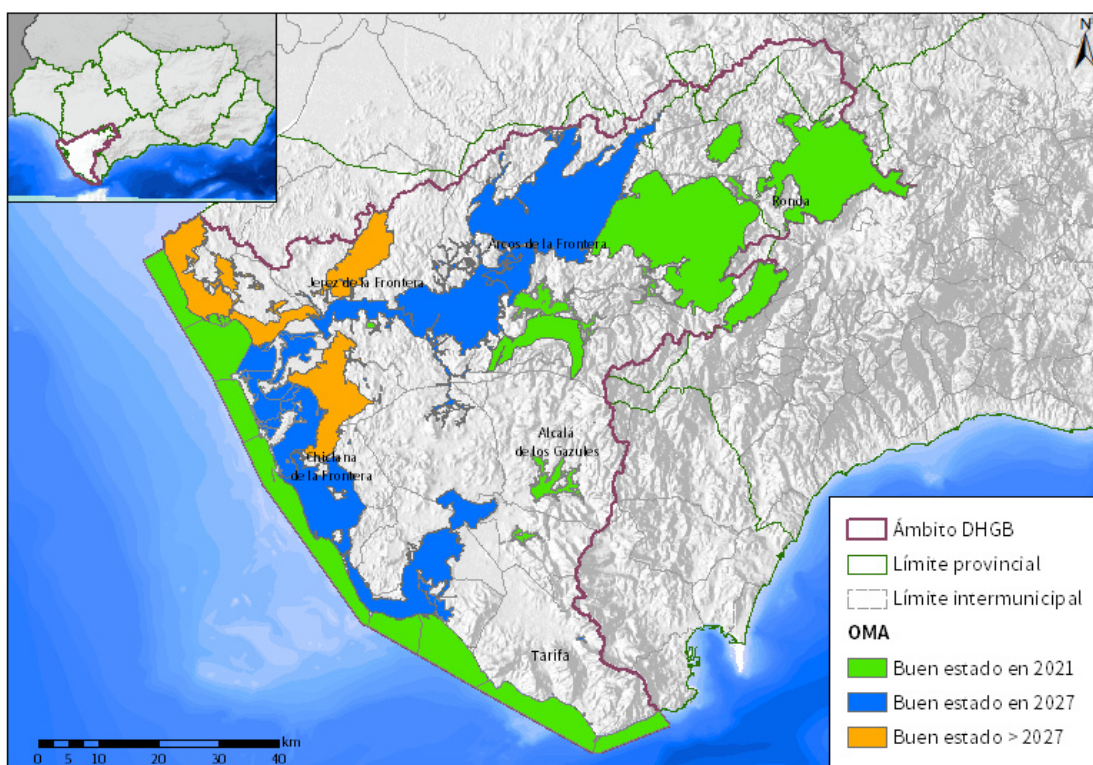 N
Ronda
Arcos de la Frontera
Jerez de la Frontera
Alcalá
de los Gazules
Chiclana
de la Frontera
Tarifa
km
0 5 10 20 30 40
Ámbito DHGB
Límite provincial
Límite intermunicipal
OMA
Buen estado en 2021
Buen estado en 2027
Buen estado > 2027